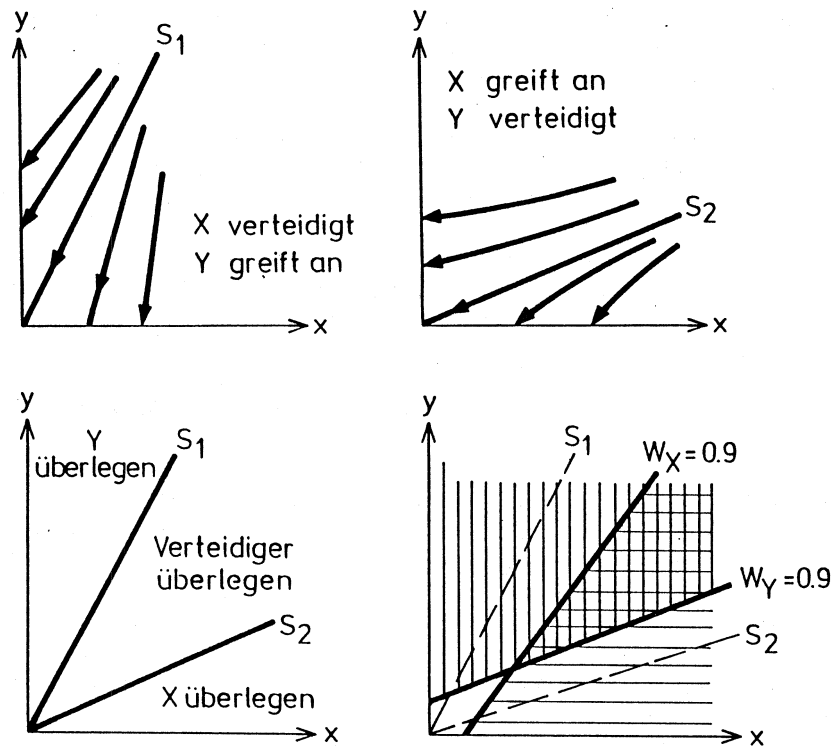 y
S1
X verteidigt
Y greift an
x
y
X greift an
Y verteidigt
S2
x
y
Y
überlegen
S1
Verteidiger
überlegen
S2
X überlegen
x
y
S1
WX = 0.9
WY = 0.9
S2
x